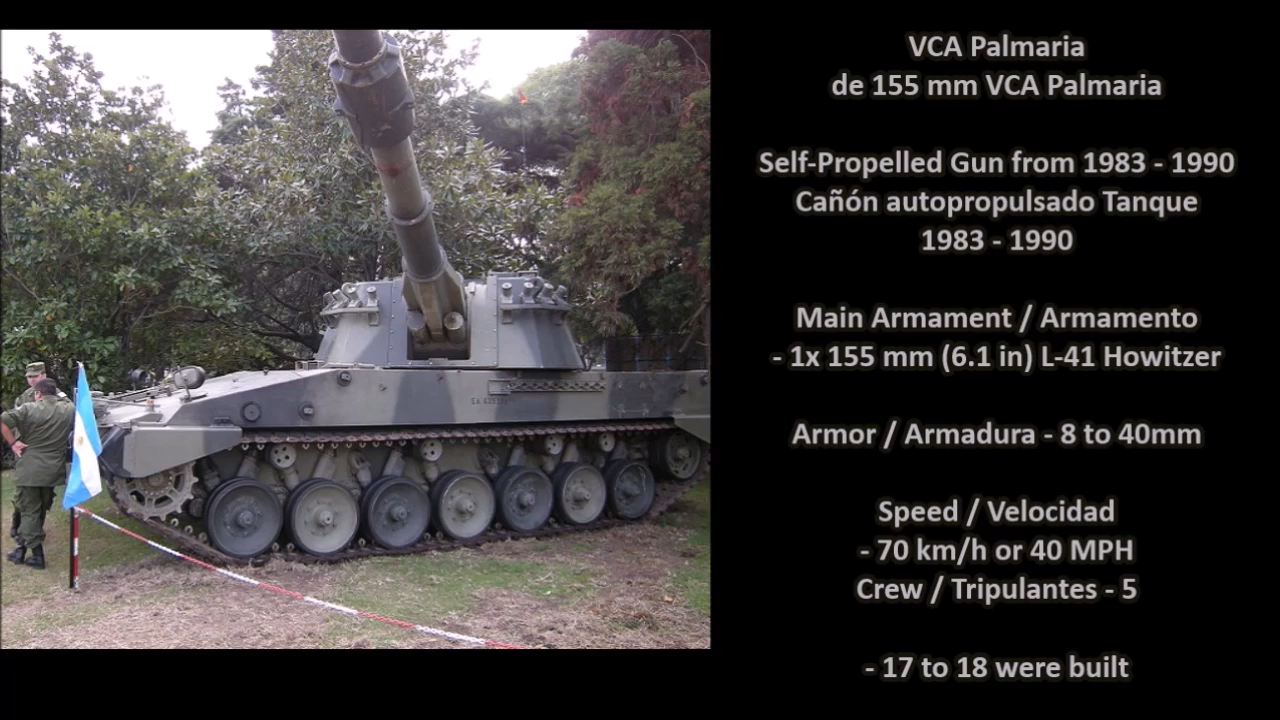 VCA Palmaria
de 155 mm VCA Palmaria
Self-Propelled Gun from 1983 - 1990
Cañón autopropulsado Tanque
1983 - 1990
Main Armament / Armamento
- 1x 155 mm (6.1 in) L-41 Howitzer
Armor / Armadura - 8 to 40mm
Speed / Velocidad
- 70 km/h or 40 MPH
Crew / Tripulantes - 5
- 17 to 18 were built